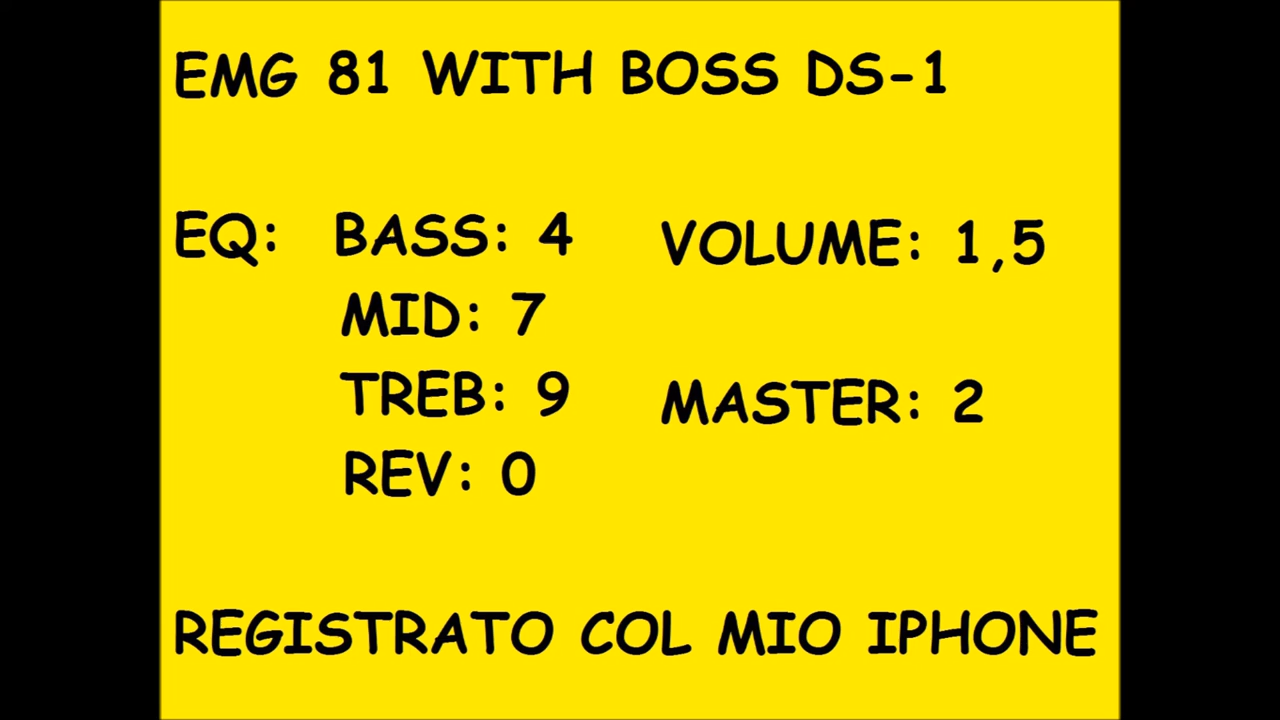 EMG 81 WITH BOSS DS-1
EQ: BASS: 4 VOLUME: 1,5
MID: 7
TREB: 9 MASTER: 2
REV: 0
REGISTRATO COL MIO IPHONE